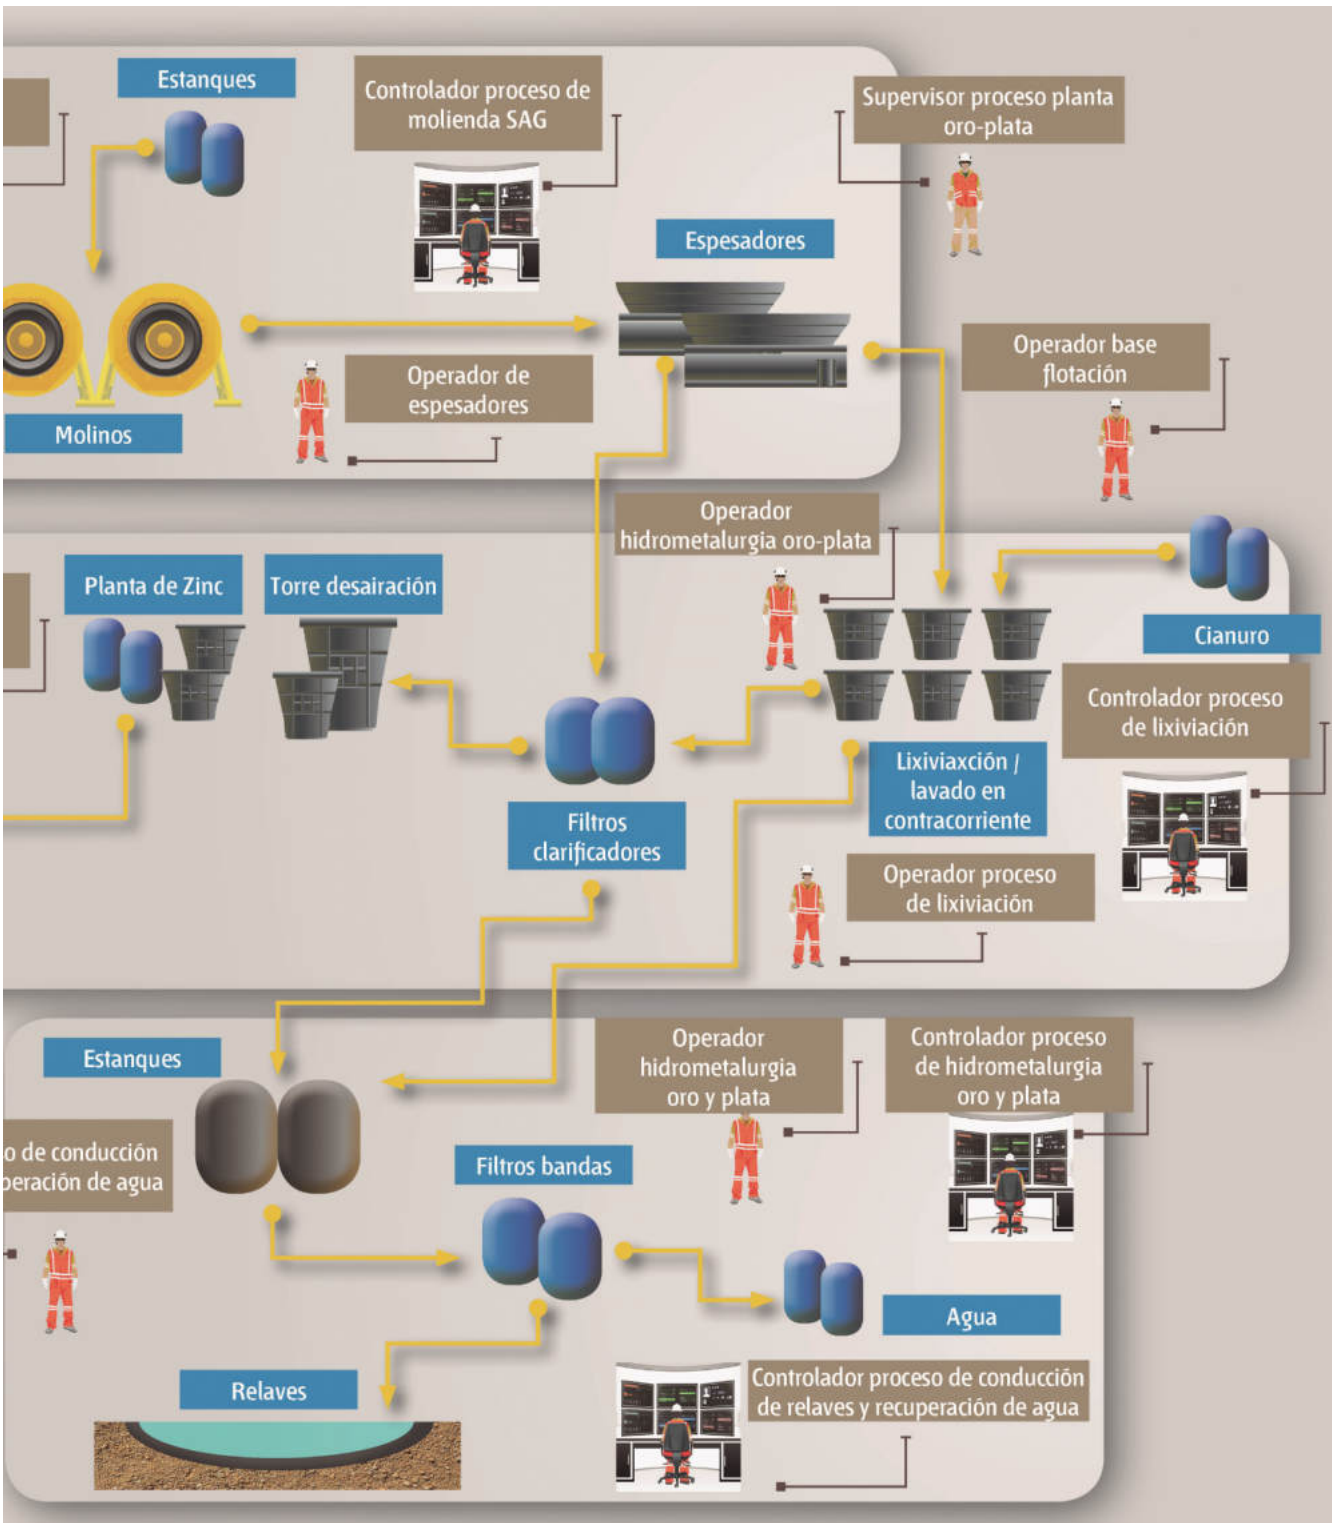 Estanques
Controlador proceso de
molienda SAG
Supervisor proceso planta
oro-plata
Espesadores
Operador base
flotación
Operador de
espesadores
Molinos
Operador
hidrometalurgia oro-plata
Planta de Zinc
Torre desairación
Cianuro
Controlador proceso
de lixiviación
Lixiviaxción /
lavado en
contracorriente
Filtros
clarificadores
Operador proceso
de lixiviación
Estanques
Operador
hidrometalurgia
oro y plata
Controlador proceso
de hidrometalurgia
oro y plata
o de conducción
peración de agua
Filtros bandas
Agua
Relaves
Controlador proceso de conducción
de relaves y recuperación de agua